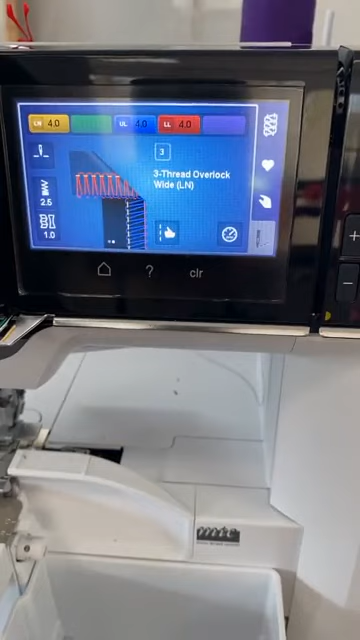 LN 4.0 UL 4.0 LL 4.0
3
3-Thread Overlock
Wide (LN)
2.5
1.0
? clr
+
-
mtc